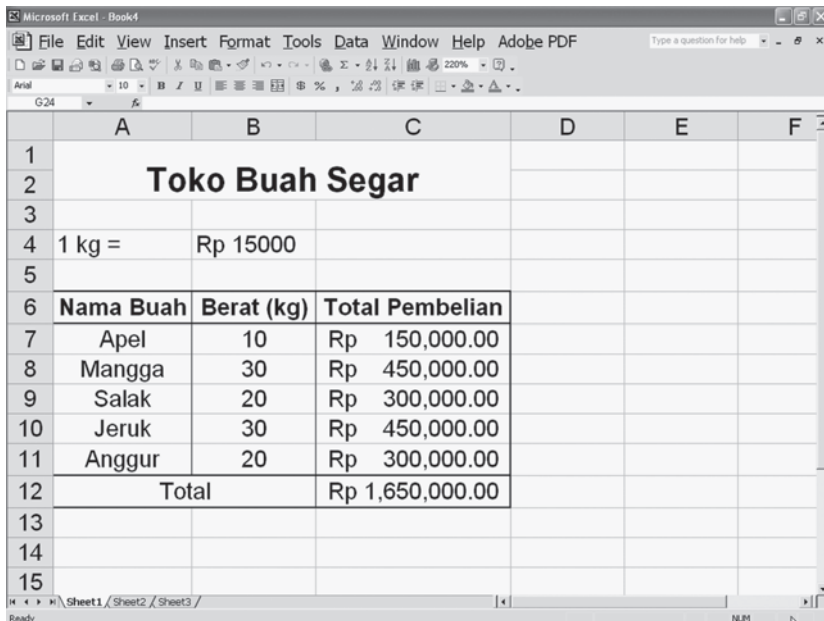 Microsoft Excel - Book4
File Edit View Insert Format Tools Data Window Help Adobe PDF Type a question for help
220%
Arial 10 B I U $ % ,
G24 fx
A B C D E F
1
2 Toko Buah Segar
3
4 1 kg = Rp 15000
5
6 Nama Buah Berat (kg) Total Pembelian
7 Apel 10 Rp 150,000.00
8 Mangga 30 Rp 450,000.00
9 Salak 20 Rp 300,000.00
10 Jeruk 30 Rp 450,000.00
11 Anggur 20 Rp 300,000.00
12 Total Rp 1,650,000.00
13
14
15
Sheet1 / Sheet2 / Sheet3 /
Ready NUM